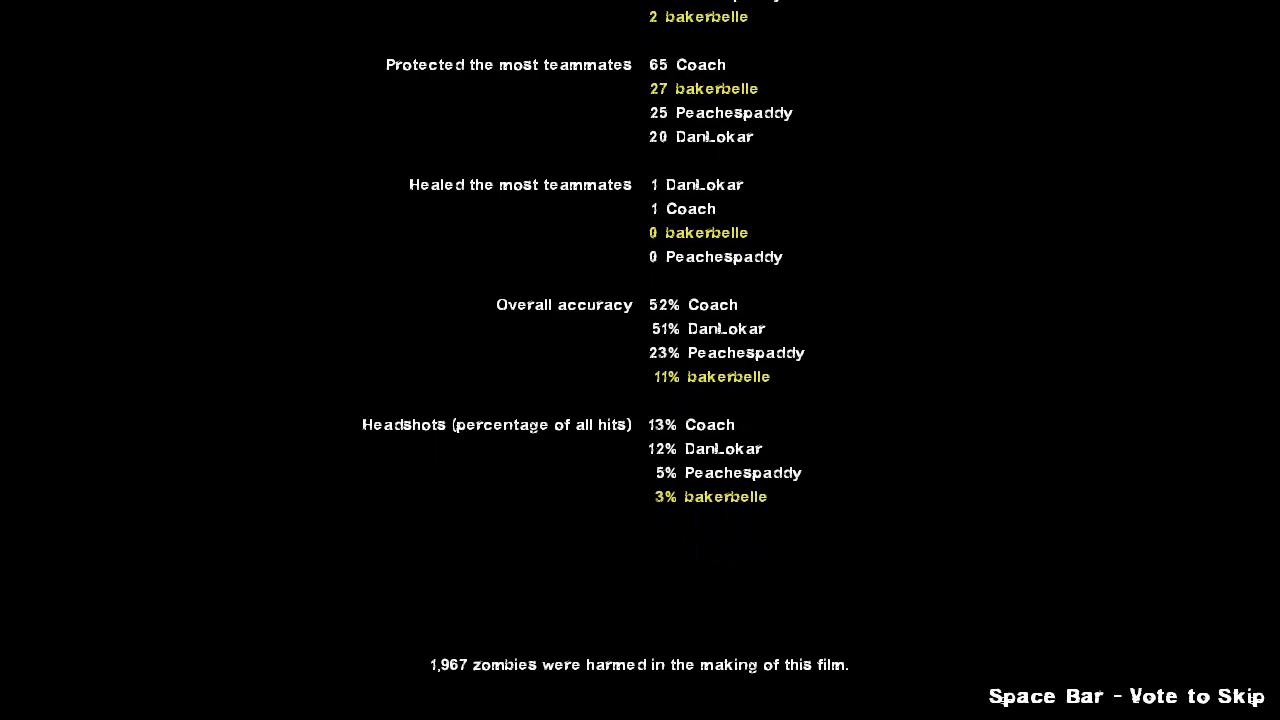 2 bakerbelle
Protected the most teammates 65 Coach
27 bakerbelle
25 Peachespaddy
20 DanLokar
Healed the most teammates 1 DanLokar
1 Coach
0 bakerbelle
0 Peachespaddy
Overall accuracy 52% Coach
51% DanLokar
23% Peachespaddy
11% bakerbelle
Headshots (percentage of all hits) 13% Coach
12% DanLokar
5% Peachespaddy
3% bakerbelle
1,967 zombies were harmed in the making of this film.
Space Bar - Vote to Skip